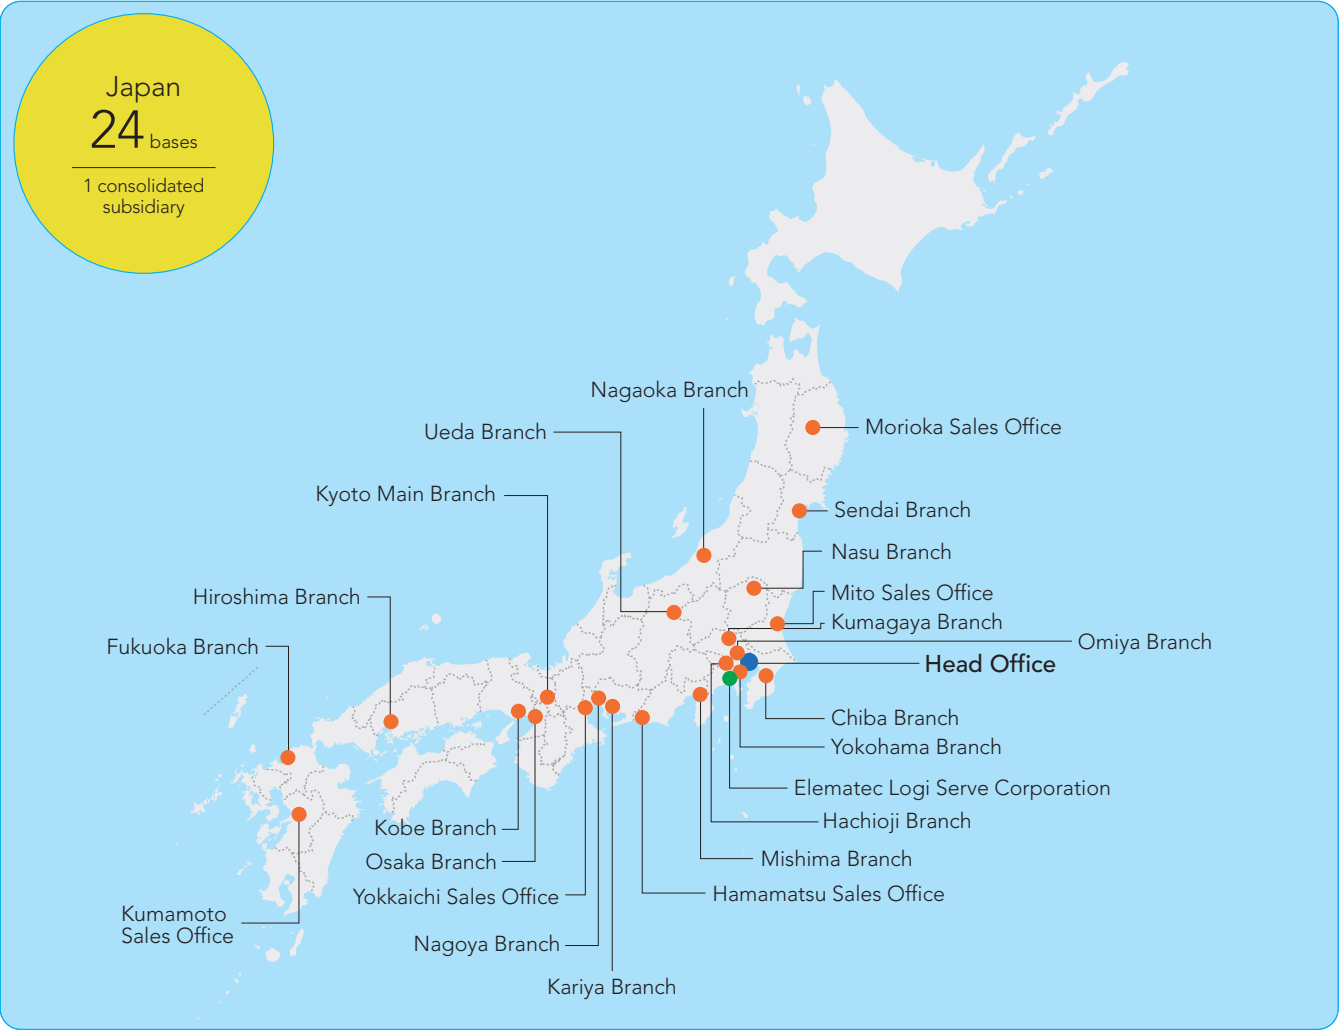 Japan
24 bases
1 consolidated
subsidiary
Nagaoka Branch
Ueda Branch
Morioka Sales Office
Kyoto Main Branch
Sendai Branch
Nasu Branch
Hiroshima Branch
Mito Sales Office
Kumagaya Branch
Omiya Branch
Fukuoka Branch
Head Office
Chiba Branch
Yokohama Branch
Elematec Logi Serve Corporation
Hachioji Branch
Kobe Branch
Mishima Branch
Osaka Branch
Hamamatsu Sales Office
Yokkaichi Sales Office
Kumamoto
Sales Office
Nagoya Branch
Kariya Branch